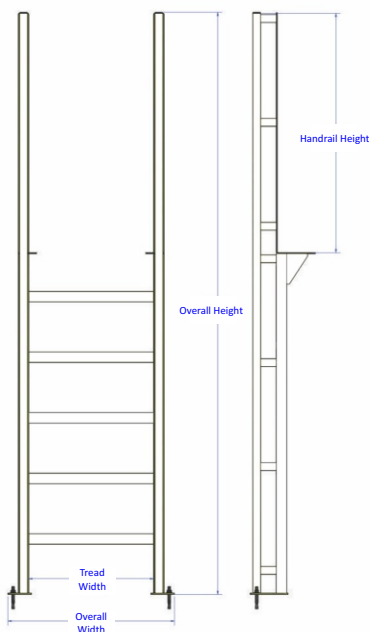 Handrail Height
Overall Height
Tread
Width
Overall
Width